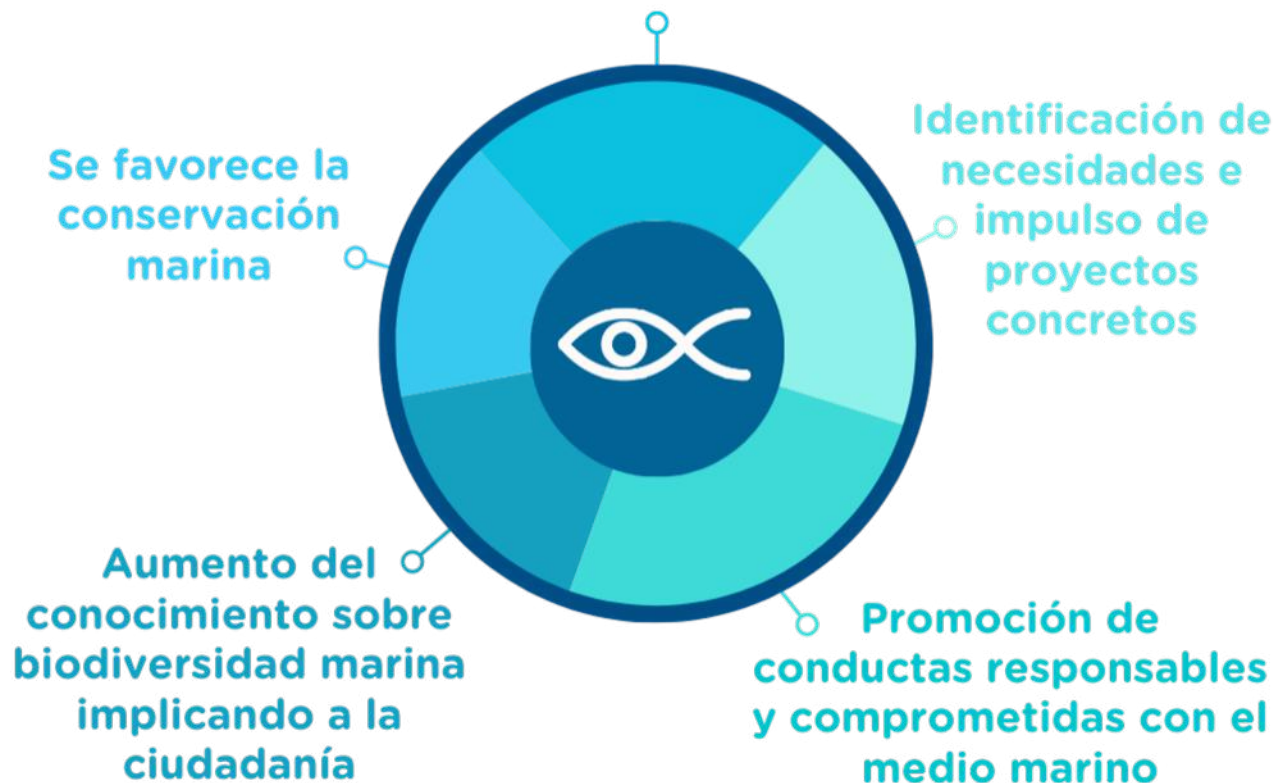 Se favorece la
conservación
marina
Identificación de
necesidades e
impulso de
proyectos
concretos
Aumento del
conocimiento sobre
biodiversidad marina
implicando a la
ciudadanía
Promoción de
conductas responsables
y comprometidas con el
medio marino